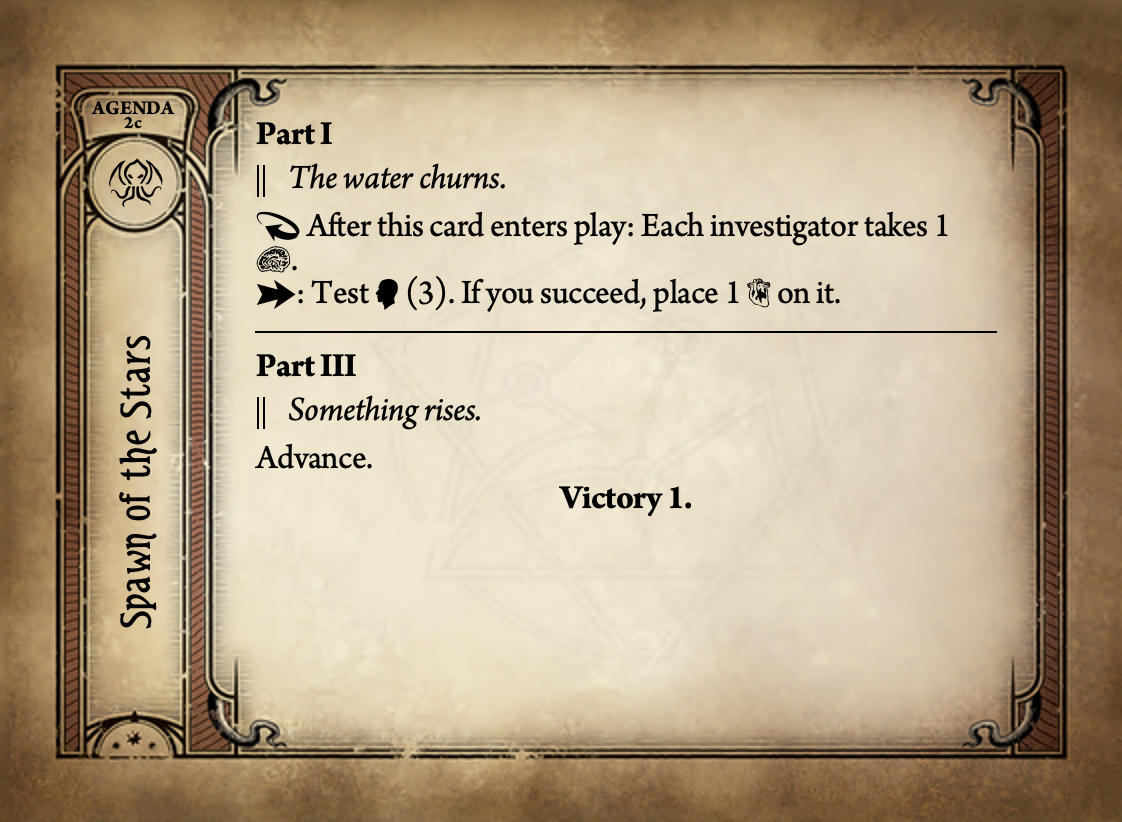 AGENDA
2c
Spawn of the Stars
Part I
The water churns.
After this card enters play: Each investigator takes 1
.
: Test (3). If you succeed, place 1 on it.
Part III
Something rises.
Advance.
Victory 1.